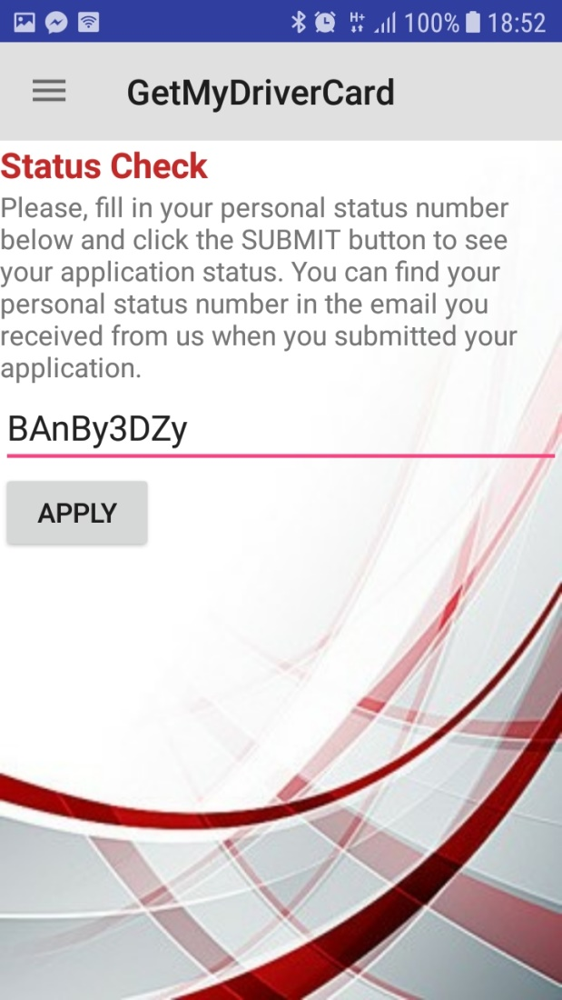 H+ 100% 18:52
GetMyDriverCard
Status Check
Please, fill in your personal status number
below and click the SUBMIT button to see
your application status. You can find your
personal status number in the email you
received from us when you submitted your
application.
BAnBy3DZy
APPLY